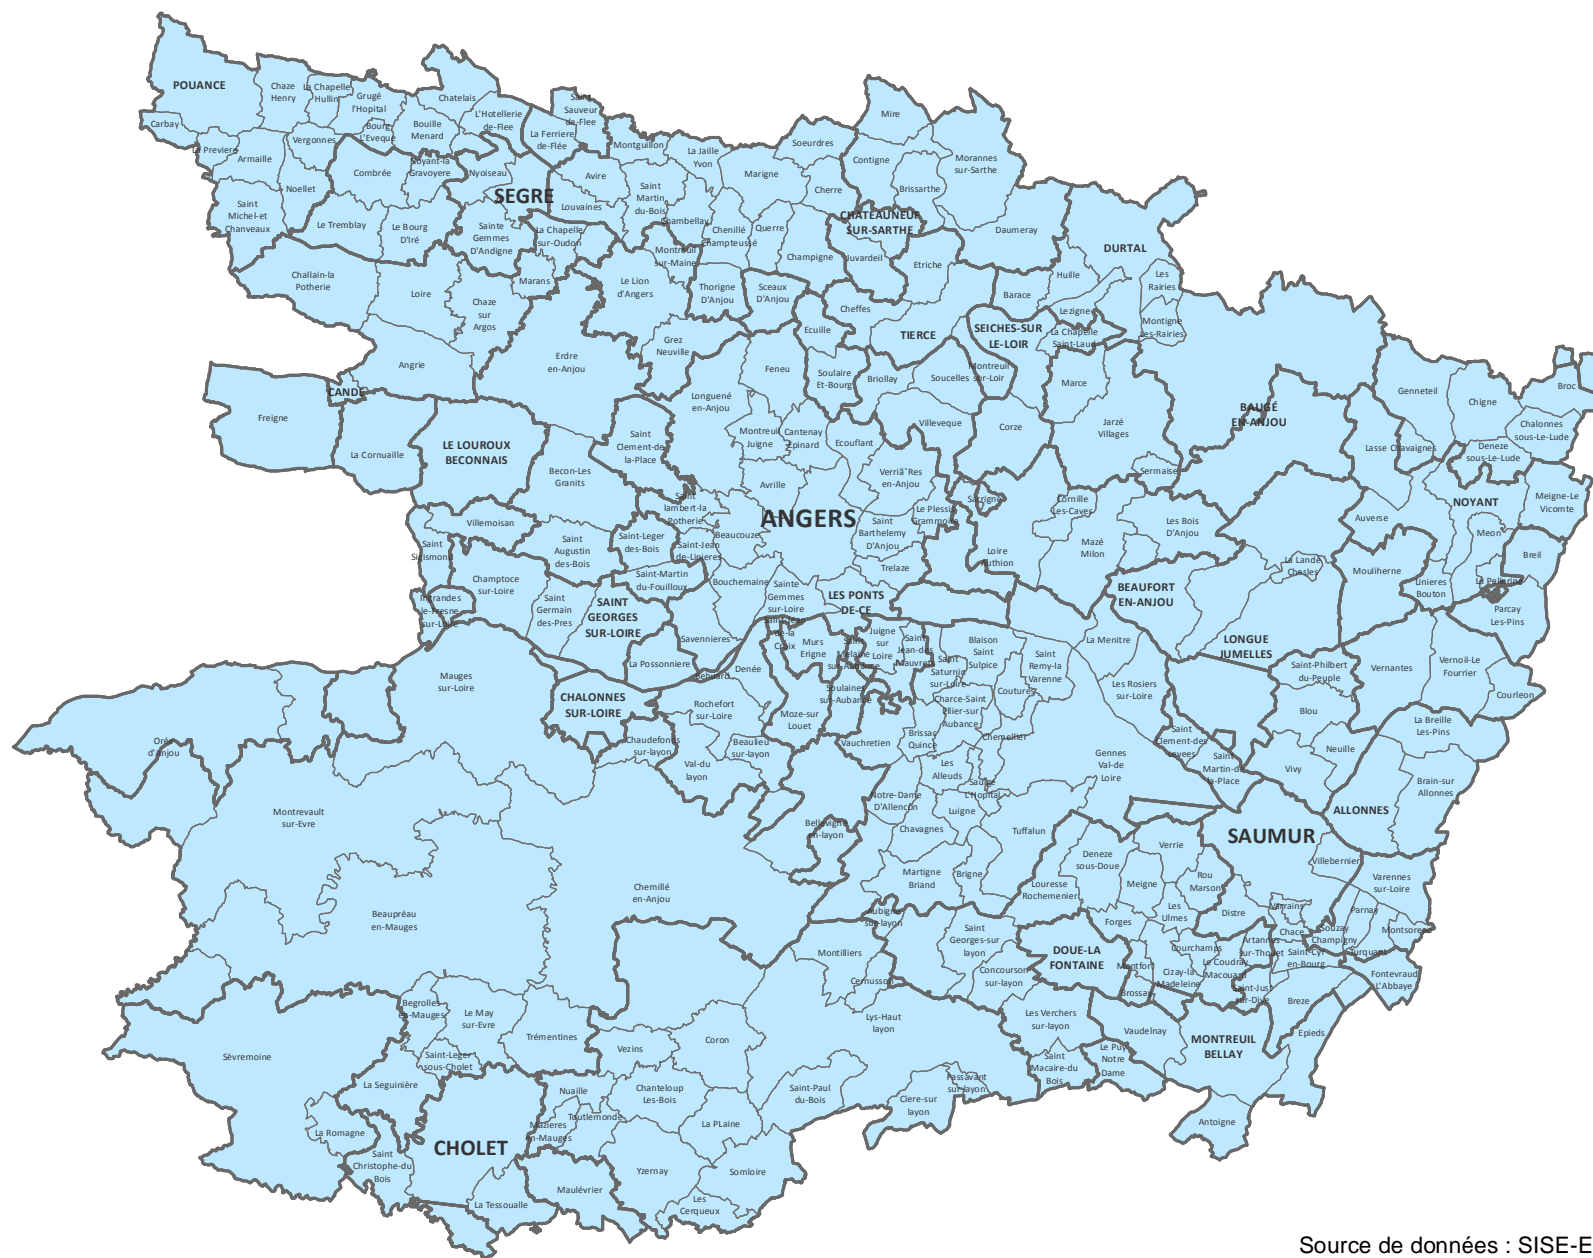 POUANCE
Chaze
Henry
La Chapelle
Hullin
Grugé
l'Hopital
Chatelais
L'Hotellerie
de-Flee
Saint
Sauveur
de-Flee
Carbay
Bourg
L'Eveque
Bouille
Menard
La Ferriere
de-Flée
La Previere
Armaille
Vergonnes
Combrée
Noyant-la
Gravoyere
Nyoiseau
SEGRE
Avire
Louvaines
Montguillon
La Jaille
Yvon
Saint
Martin
du-Bois
Chambellay
Marigne
Soeurdres
Cherre
Mire
Contigne
Brissarthe
Morannes
sur-Sarthe
Noellet
Saint
Michel-et
Chanveaux
Le Tremblay
Le Bourg
D'Iré
Sainte
Gemmes
D'Andigne
La Chapelle
sur-Oudon
Chenillé
Champteussé
Querre
Champigne
CHATEAUNEUF
SUR-SARTHE
Juvardeil
Etriche
Daumeray
DURTAL
Huille
Les
Rairies
Challain-la
Potherie
Loire
Chaze
sur
Argos
Marans
Le Lion
d'Angers
Montreuil
sur-Maine
Thorigne
D'Anjou
Sceaux
D'Anjou
Cheffes
Ecuille
TIERCE
Barace
Lezigne
SEICHES-SUR
LE-LOIR
La Chapelle
Saint-Laud
Montigne
Les-Rairies
Angrie
Erdre
en-Anjou
Grez
Neuville
Feneu
Soulaire
Et-Bourg
Briollay
Soucelles
Montreuil
sur-Loir
Marce
Freigne
CANDE
La Cornuaille
LE LOUROUX
BECONNAIS
Saint
Clement-de
la-Place
Longuené
en-Anjou
Montreuil
Juigne
Cantenay
Epinard
Ecouflant
Villeveque
Corze
Jarzé
Villages
BAUGÉ
EN-ANJOU
Genneteil
Chigne
Broc
Chalonnes
sous-Le-Lude
Lasse
Chavaignes
Deneze
sous-Le-Lude
Becon-Les
Granits
Avrille
ANGERS
Verriã¨Res
en-Anjou
Sermaise
Sarrigne
Cornille
Les-Caves
Les Bois
D'Anjou
Auverse
NOYANT
Meigne-Le
Vicomte
Villemoisan
Saint
Sigismond
Saint
Augustin
des-Bois
Saint-Leger
des-Bois
Saint
lambert-la
Potherie
Saint-Jean
de-Linieres
Beaucouze
Saint
Barthelemy
D'Anjou
Le Plessis
Grammoire
Loire
Authion
Mazé
Milon
Meon
Breil
La Lande
Chasles
Mouliherne
Linieres
Bouton
La Pellerine
Parcay
Les-Pins
Champtoce
sur-Loire
Ingrandes
le-Fresne
sur-Loire
Saint
Germain
des-Pres
SAINT
GEORGES
SUR-LOIRE
Saint-Martin
du-Fouilloux
Bouchemaine
Sainte
Gemmes
sur-Loire
Trelaze
LES PONTS
DE-CE
BEAUFORT
EN-ANJOU
LONGUE
JUMELLES
Savennieres
La Possonniere
Saint-Jean
de-la
Croix
Murs
Erigne
Saint
Melaine
sur-Aubance
Juigne
sur
Loire
Saint
Jean-des
Mauvrets
Saint
Saturnin
sur-Loire
Blaison
Saint
Sulpice
Saint
Remy-la
Varenne
La Menitre
Saint-Philbert
du-Peuple
Vernantes
Vernoil-Le
Fourrier
Courleon
Mauges
sur-Loire
CHALONNES
SUR-LOIRE
Denée
Behuard
Rochefort
sur-Loire
Moze-sur
Louet
Soulaines
sur-Aubance
Charce-Saint
Ellier-sur
Aubance
Coutures
Les Rosiers
sur-Loire
Blou
La Breille
Les-Pins
Orée
d'Anjou
Chaudefonds
sur-layon
Val-du
layon
Beaulieu
sur-layon
Vauchretien
Brissac
Quince
Chemellier
Les
Alleuds
Gennes
Val-de
Loire
Saint
Clement-des
Levees
Saint
Martin-de
la-Place
Neuille
Vivy
Brain-sur
Allonnes
Montrevault
sur-Evre
Bellevigne
en-layon
Notre-Dame
D'Allencon
Saulge
L'Hopital
Luigne
Chavagnes
Tuffalun
ALLONNES
SAUMUR
Villebernier
Varennes
sur-Loire
Beaupréau
en-Mauges
Chemillé
en-Anjou
Martigne
Briand
Brigne
Louresse
Rochemenier
Deneze
sous-Doue
Verrie
Meigne
Rou
Marson
Les
Ulmes
Distre
Varrains
Chace
Souzay
Champigny
Parnay
Turquant
Montsoreau
Aubigne
sur-layon
Saint
Georges-sur
layon
Concourson
sur-layon
DOUE-LA
FONTAINE
Forges
Montfort
Courchamps
Cizay-la
Madeleine
Le Coudray
Macouard
Artannes
sur-Thouet
Saint-Cyr
en-Bourg
Saint-Just
sur-Dive
Fontevraud
L'Abbaye
Breze
Epieds
Montilliers
Cernusson
Lys-Haut
layon
Les Verchers
sur-layon
Brossay
Vaudelnay
MONTREUIL
BELLAY
Le Puy
Notre
Dame
Saint
Macaire-du
Bois
Antoigne
Begrolles
en-Mauges
Le May
sur-Evre
Trémentines
Vezins
Coron
Sèvremoine
Saint-Leger
sous-Cholet
La Seguinière
Nuaille
Chanteloup
Les-Bois
Saint-Paul
du-Bois
Passavant
sur-layon
Clere-sur
layon
La Romagne
Saint
Christophe-du
Bois
CHOLET
Mazieres
en-Mauges
Toutlemonde
La PLaine
Yzernay
Somloire
La Tessoualle
Maulévrier
Les
Cerqueux
Source de données : SISE-E